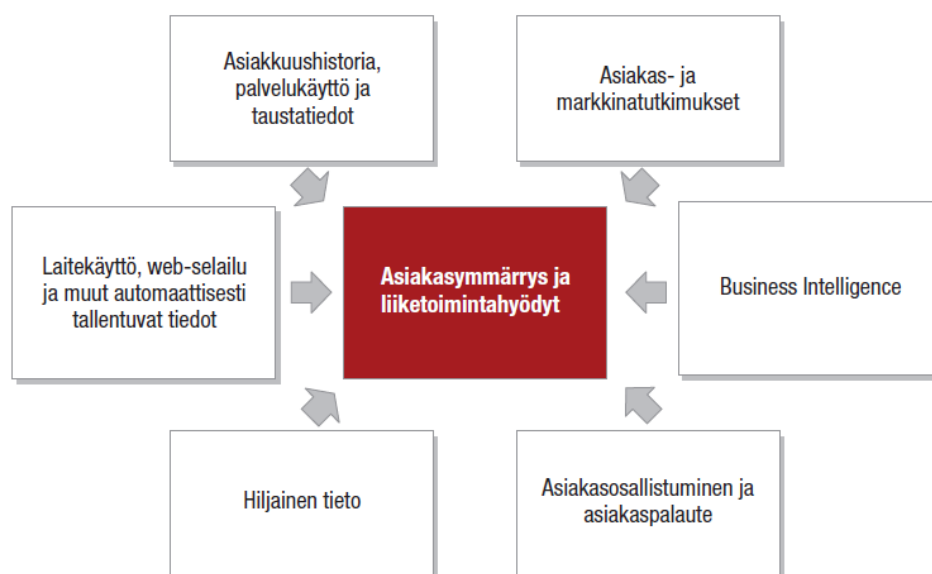 Asiakkuushistoria,
palvelukäyttö ja
taustatiedot
Asiakas- ja
markkinatutkimukset
Laitekäyttö, web-selailu
ja muut automaattisesti
tallentuvat tiedot
Asiakasymmärrys ja
liiketoimintahyödyt
Business Intelligence
Hiljainen tieto
Asiakasosallistuminen ja
asiakaspalaute